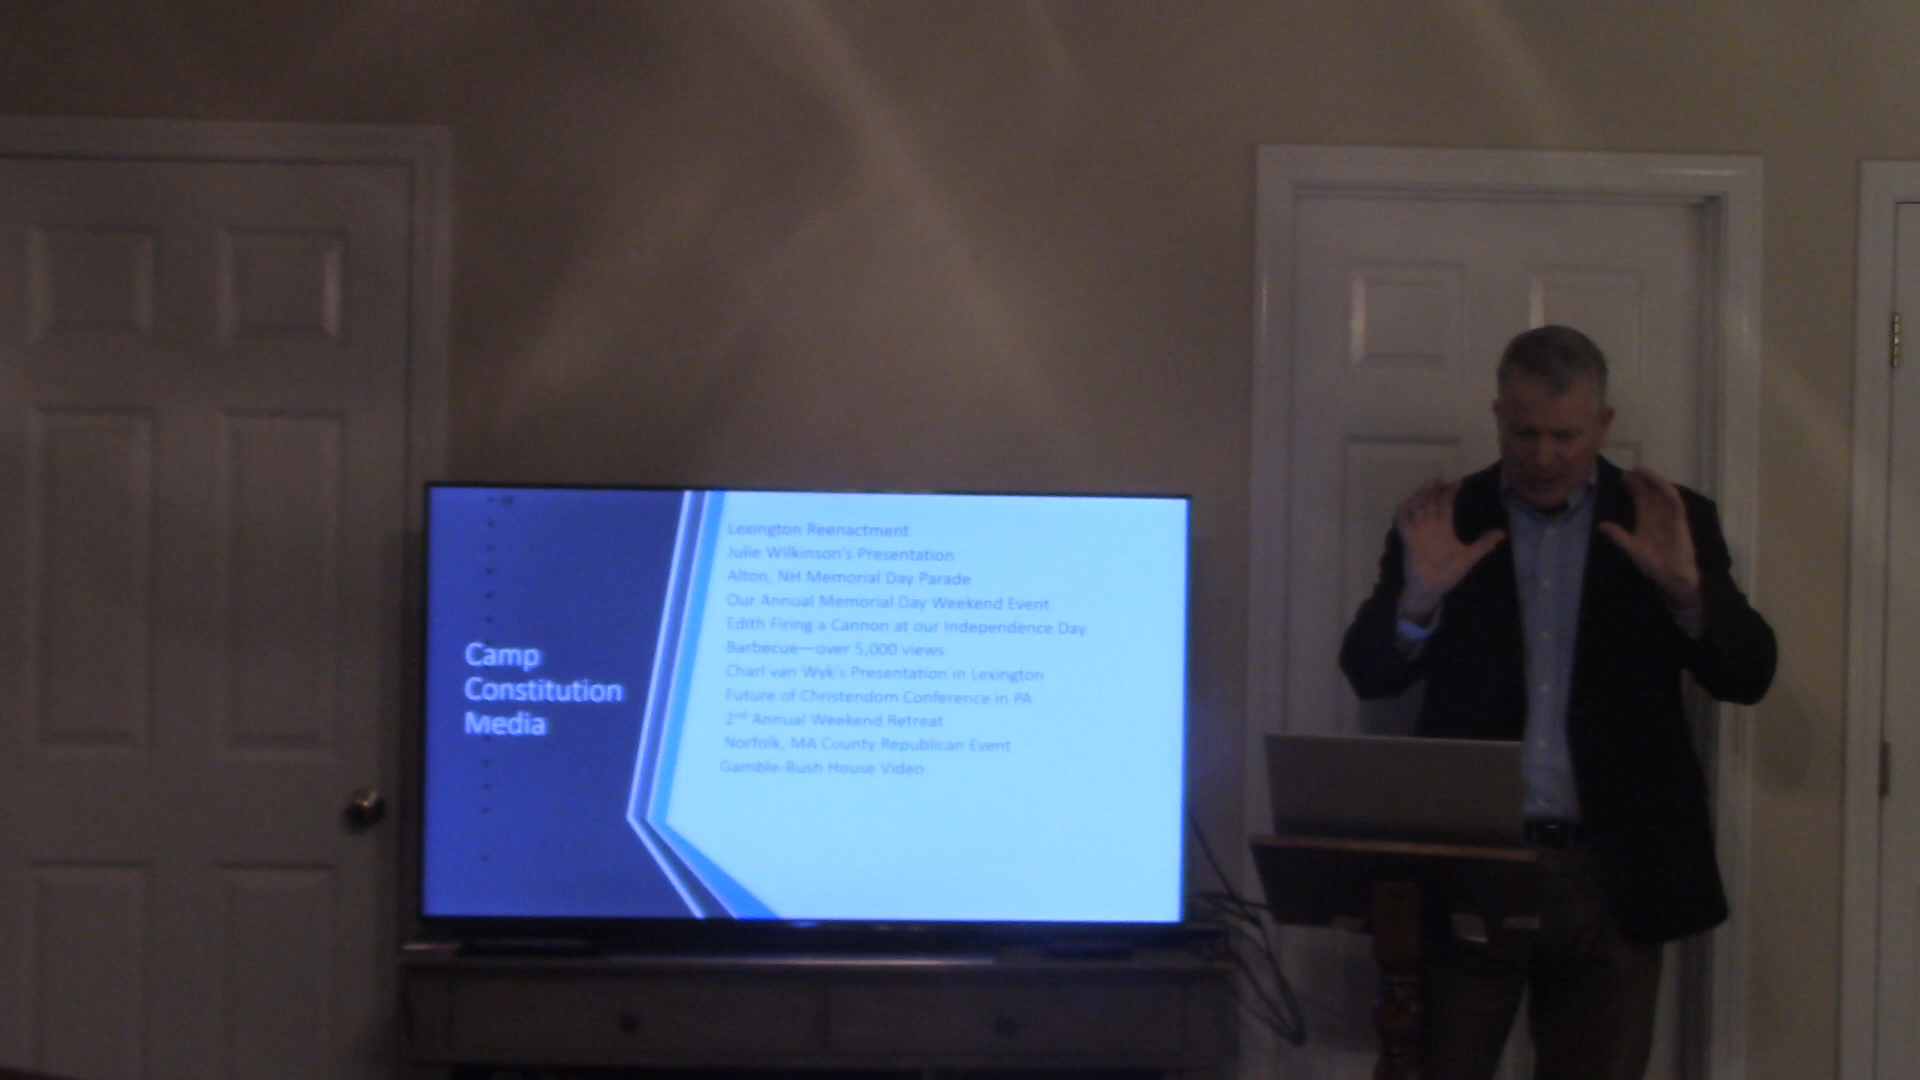 Camp
Constitution
Media
Lexington Reenactment
Julie Wilkinson's Presentation
Alton, NH Memorial Day Parade
Our Annual Memorial Day Weekend Event
Edith Firing a Cannon at our Independence Day
Barbecue—over 5,000 views
Charl van Wyk's Presentation in Lexington
Future of Christendom Conference in PA
2nd Annual Weekend Retreat
Norfolk, MA County Republican Event
Gamble-Bush House Video